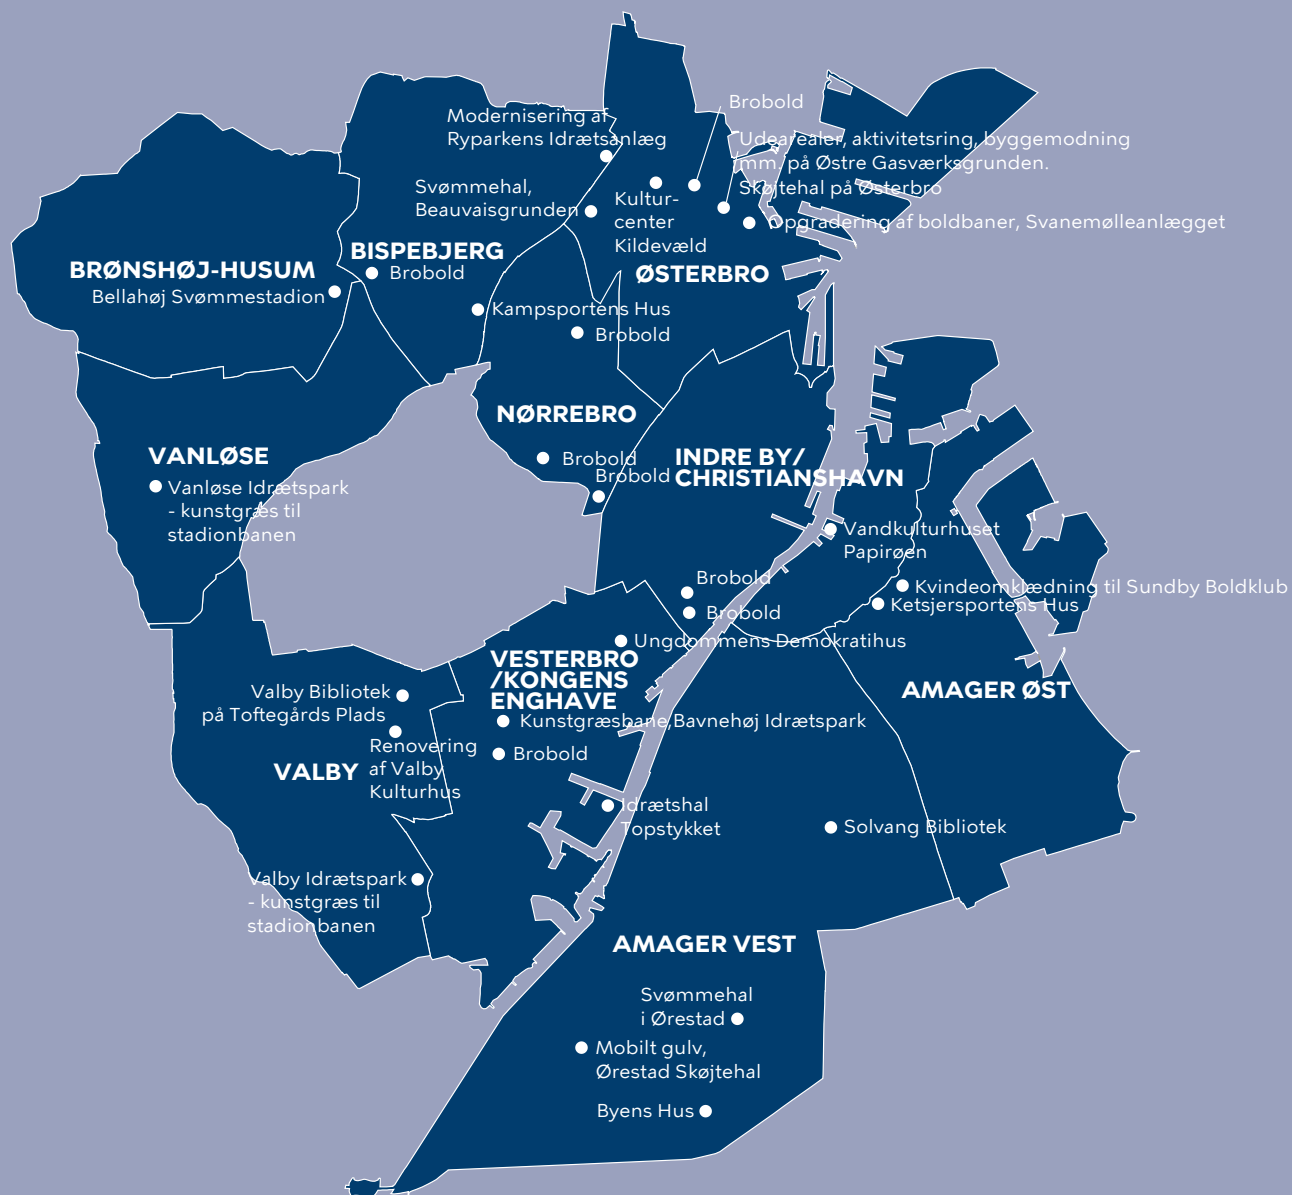 Brobold
Modernisering af
Ryparkens Idrætsanlæg
Udearealer, aktivitetsring, byggemodning
mm. på Østre Gasværksgrunden.
Skøjtehal på Østerbro
Svømmehal,
Beauvaisgrunden
Kultur-
center
Kildevæld
Opgradering af boldbaner, Svanemølleanlægget
BISPEBJERG
Brobold
BRØNSHØJ-HUSUM
Bellahøj Svømmestadion
ØSTERBRO
Kampsportens Hus
Brobold
NØRREBRO
Brobold
Brobold
VANLØSE
Vanløse Idrætspark
- kunstgræs til
stadionbanen
INDRE BY/
CHRISTIANSHAVN
Vandkulturhuset
Papirøen
Brobold
Brobold
Kvindeomklædning til Sundby Boldklub
Ketsjersportens Hus
Ungdommens Demokratihus
VESTERBRO
/KONGENS
ENGHAVE
AMAGER ØST
Valby Bibliotek
på Toftegårds Plads
Kunstgræsbane,Bavnehøj Idrætspark
Renovering
af Valby
Kulturhus
VALBY
Brobold
Idrætshal
Topstykket
Solvang Bibliotek
Valby Idrætspark
- kunstgræs til
stadionbanen
AMAGER VEST
Svømmehal
i Ørestad
Mobilt gulv,
Ørestad Skøjtehal
Byens Hus